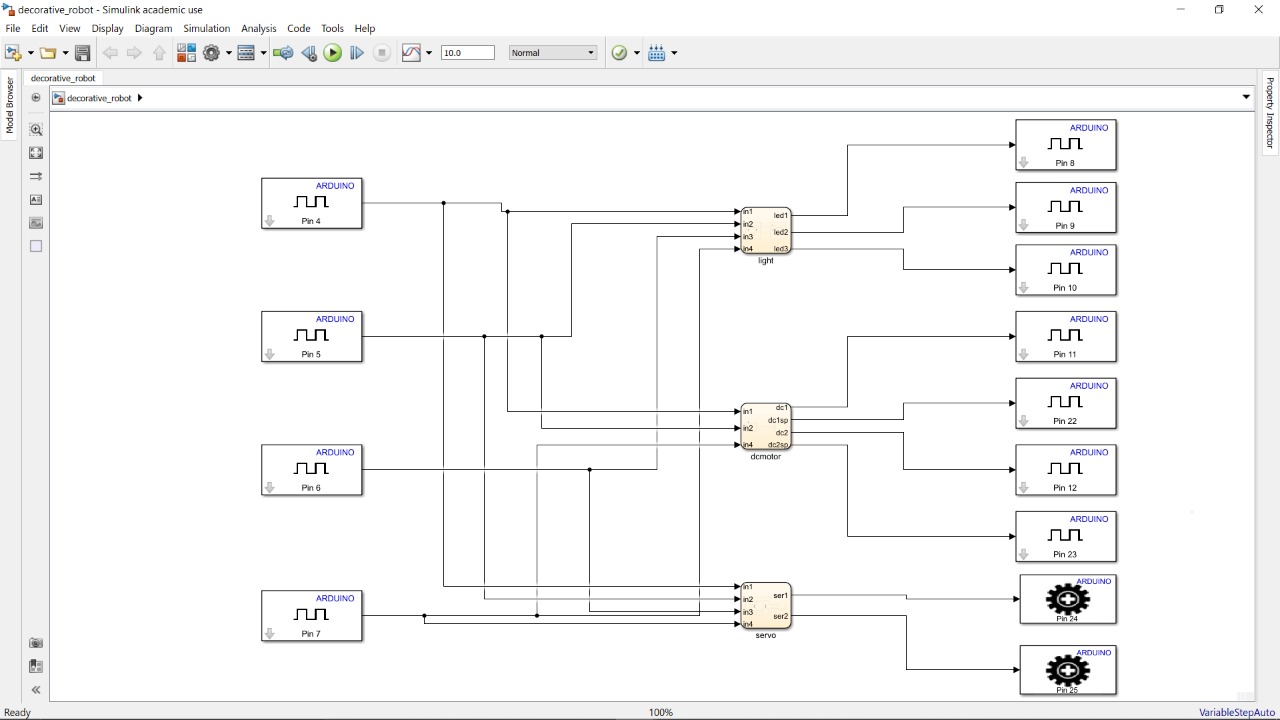 decorative_robot - Simulink academic use
File Edit View Display Diagram Simulation Analysis Code Tools Help
10.0 Normal
decorative_robot
decorative_robot
Model Browser
Property Inspector
ARDUINO
Pin 4
ARDUINO
Pin 5
ARDUINO
Pin 6
ARDUINO
Pin 7
in1
in2
in3
in4
led1
led2
led3
light
in1
in2
in4
dc1
dc1sp
dc2
dc2sp
dcmotor
in1
in2
in3
in4
ser1
ser2
servo
ARDUINO
Pin 8
ARDUINO
Pin 9
ARDUINO
Pin 10
ARDUINO
Pin 11
ARDUINO
Pin 22
ARDUINO
Pin 12
ARDUINO
Pin 23
ARDUINO
Pin 24
ARDUINO
Pin 25
Ready 100% VariableStepAuto